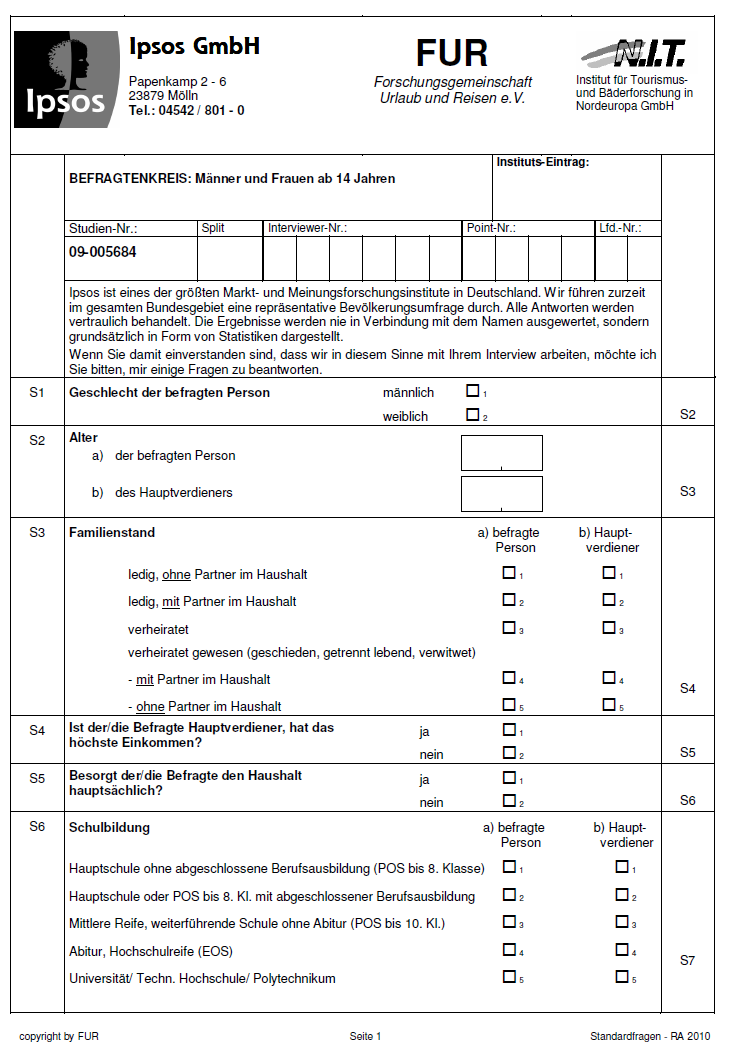 Ipsos
Ipsos GmbH
Papenkamp 2 - 6
23879 Mölln
Tel.: 04542 / 801 - 0
FUR
Forschungsgemeinschaft
Urlaub und Reisen e.V.
N.I.T.
Institut für Tourismus-
und Bäderforschung in
Nordeuropa GmbH
BEFRAGTENKREIS: Männer und Frauen ab 14 Jahren
Instituts-Eintrag:
Studien-Nr.: Split Interviewer-Nr.: Point-Nr.: Lfd.-Nr.:
09-005684
Ipsos ist eines der größten Markt- und Meinungsforschungsinstitute in Deutschland. Wir führen zurzeit
im gesamten Bundesgebiet eine repräsentative Bevölkerungsumfrage durch. Alle Antworten werden
vertraulich behandelt. Die Ergebnisse werden nie in Verbindung mit dem Namen ausgewertet, sondern
grundsätzlich in Form von Statistiken dargestellt.
Wenn Sie damit einverstanden sind, dass wir in diesem Sinne mit Ihrem Interview arbeiten, möchte ich
Sie bitten, mir einige Fragen zu beantworten.
S1 Geschlecht der befragten Person männlich 1
weiblich 2 S2
S2 Alter
a) der befragten Person
b) des Hauptverdieners S3
S3 Familienstand a) befragte b) Haupt-
Person verdiener
ledig, ohne Partner im Haushalt 1 1
ledig, mit Partner im Haushalt 2 2
verheiratet 3 3
verheiratet gewesen (geschieden, getrennt lebend, verwitwet)
- mit Partner im Haushalt 4 4 S4
- ohne Partner im Haushalt 5 5
S4 Ist der/die Befragte Hauptverdiener, hat das ja 1
höchste Einkommen?
nein 2 S5
S5 Besorgt der/die Befragte den Haushalt ja 1
hauptsächlich?
nein 2 S6
S6 Schulbildung a) befragte b) Haupt-
Person verdiener
Hauptschule ohne abgeschlossene Berufsausbildung (POS bis 8. Klasse) 1 1
Hauptschule oder POS bis 8. Kl. mit abgeschlossener Berufsausbildung 2 2
Mittlere Reife, weiterführende Schule ohne Abitur (POS bis 10. Kl.) 3 3
Abitur, Hochschulreife (EOS) 4 4 S7
Universität/ Techn. Hochschule/ Polytechnikum 5 5
copyright by FUR Seite 1 Standardfragen - RA 2010